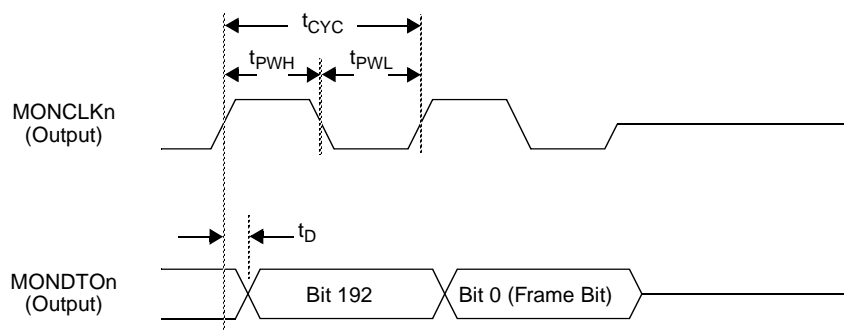 tCYC
tPWH
tPWL
MONCLKn
(Output)
tD
MONDTOn
(Output)
Bit 192
Bit 0 (Frame Bit)